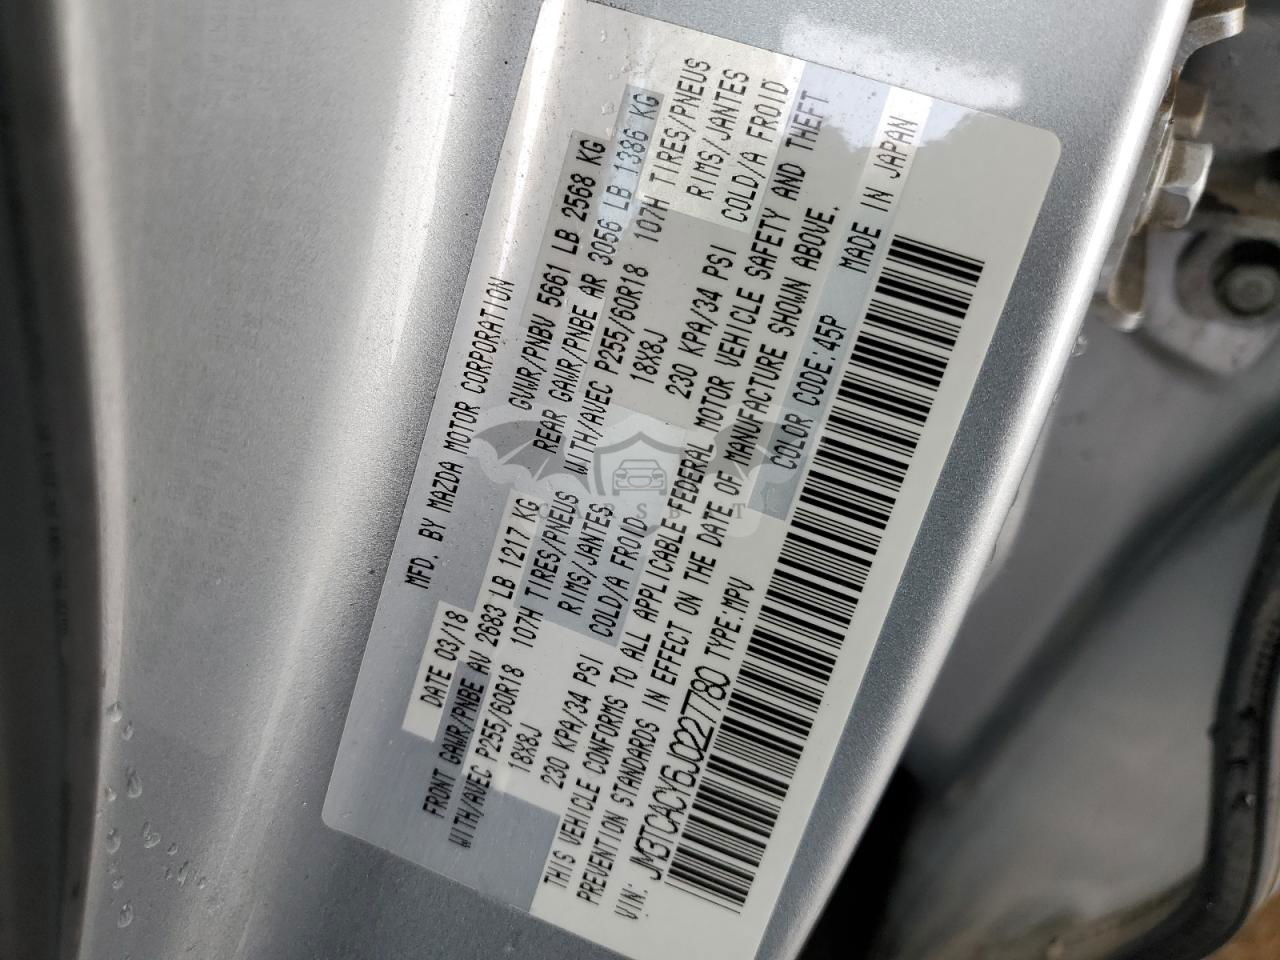 MFD. BY MAZDA MOTOR CORPORATION
DATE 03/18 GVWR/PNBV 5661 LB 2568 KG
FRONT GAWR/PNBE AV 2683 LB 1217 KG REAR GAWR/PNBE AR 3056 LB 1386 KG
WITH/AVEC P255/60R18 107H TIRES/PNEUS WITH/AVEC P255/60R18 107H TIRES/PNEUS
18X8J RIMS/JANTES 18X8J RIMS/JANTES
230 KPA/34 PSI COLD/A FROID 230 KPA/34 PSI COLD/A FROID
THIS VEHICLE CONFORMS TO ALL APPLICABLE FEDERAL MOTOR VEHICLE SAFETY AND THEFT
PREVENTION STANDARDS IN EFFECT ON THE DATE OF MANUFACTURE SHOWN ABOVE.
VIN: JM3TCACY6J0227780 TYPE:MPV COLOR CODE:45P MADE IN JAPAN
CARSBAT